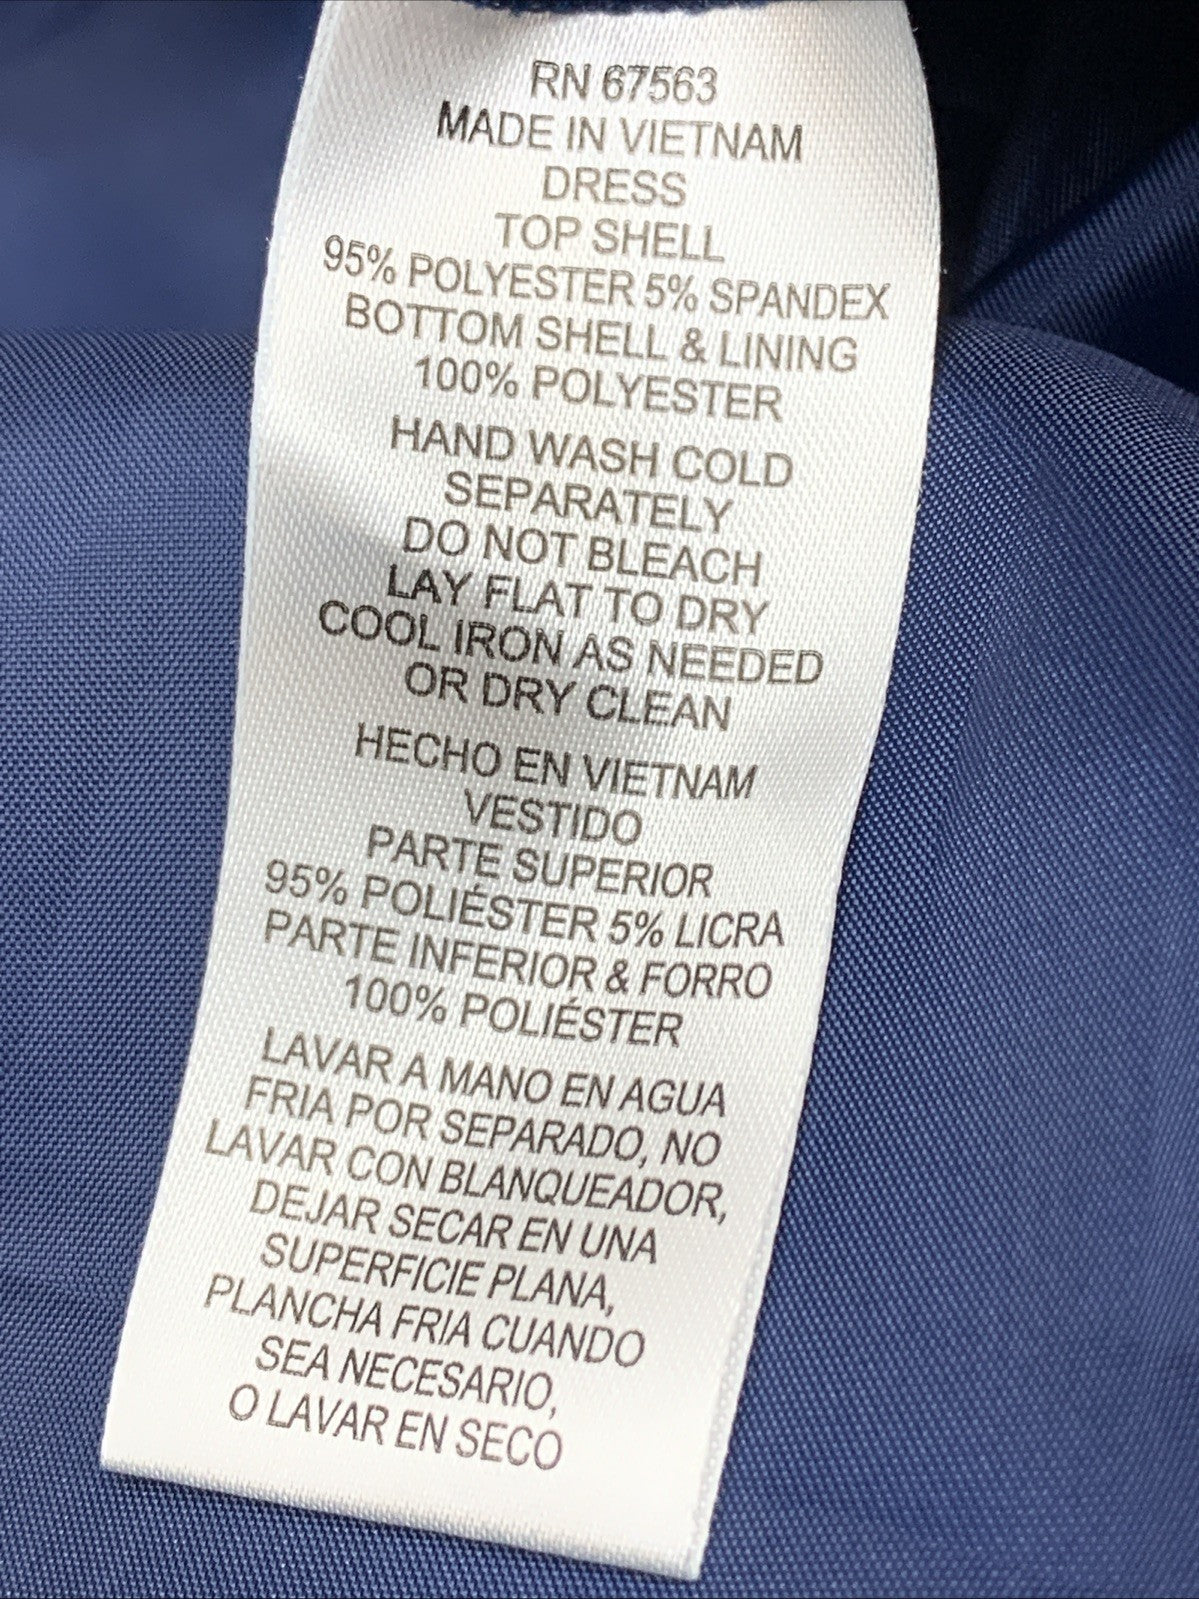 RN 67563
MADE IN VIETNAM
DRESS
TOP SHELL
95% POLYESTER 5% SPANDEX
BOTTOM SHELL & LINING
100% POLYESTER
HAND WASH COLD
SEPARATELY
DO NOT BLEACH
LAY FLAT TO DRY
COOL IRON AS NEEDED
OR DRY CLEAN
HECHO EN VIETNAM
VESTIDO
PARTE SUPERIOR
95% POLIÉSTER 5% LICRA
PARTE INFERIOR & FORRO
100% POLIÉSTER
LAVAR A MANO EN AGUA
FRIA POR SEPARADO, NO
LAVAR CON BLANQUEADOR,
DEJAR SECAR EN UNA
SUPERFICIE PLANA,
PLANCHA FRIA CUANDO
SEA NECESARIO,
O LAVAR EN SECO